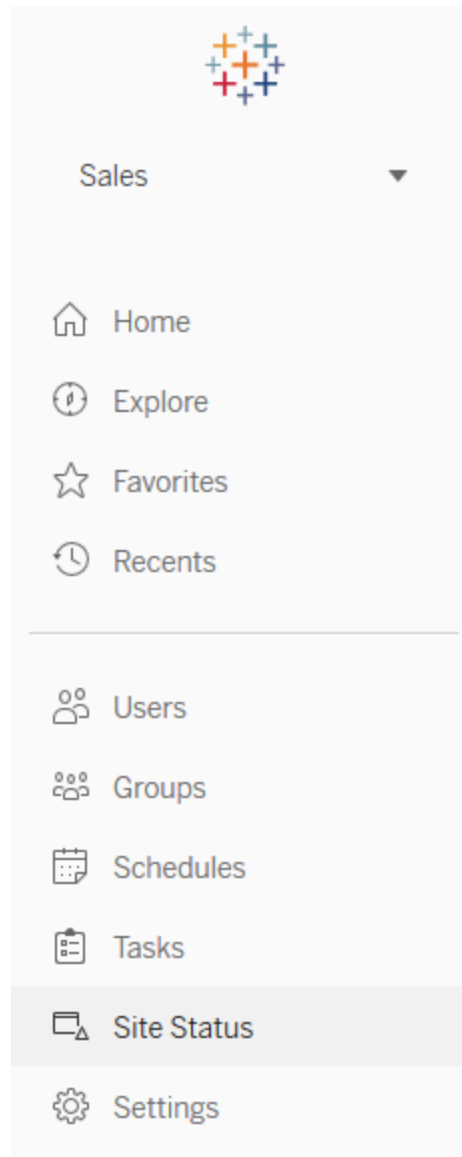 Sales
Home
Explore
Favorites
Recents
Users
Groups
Schedules
Tasks
Site Status
Settings